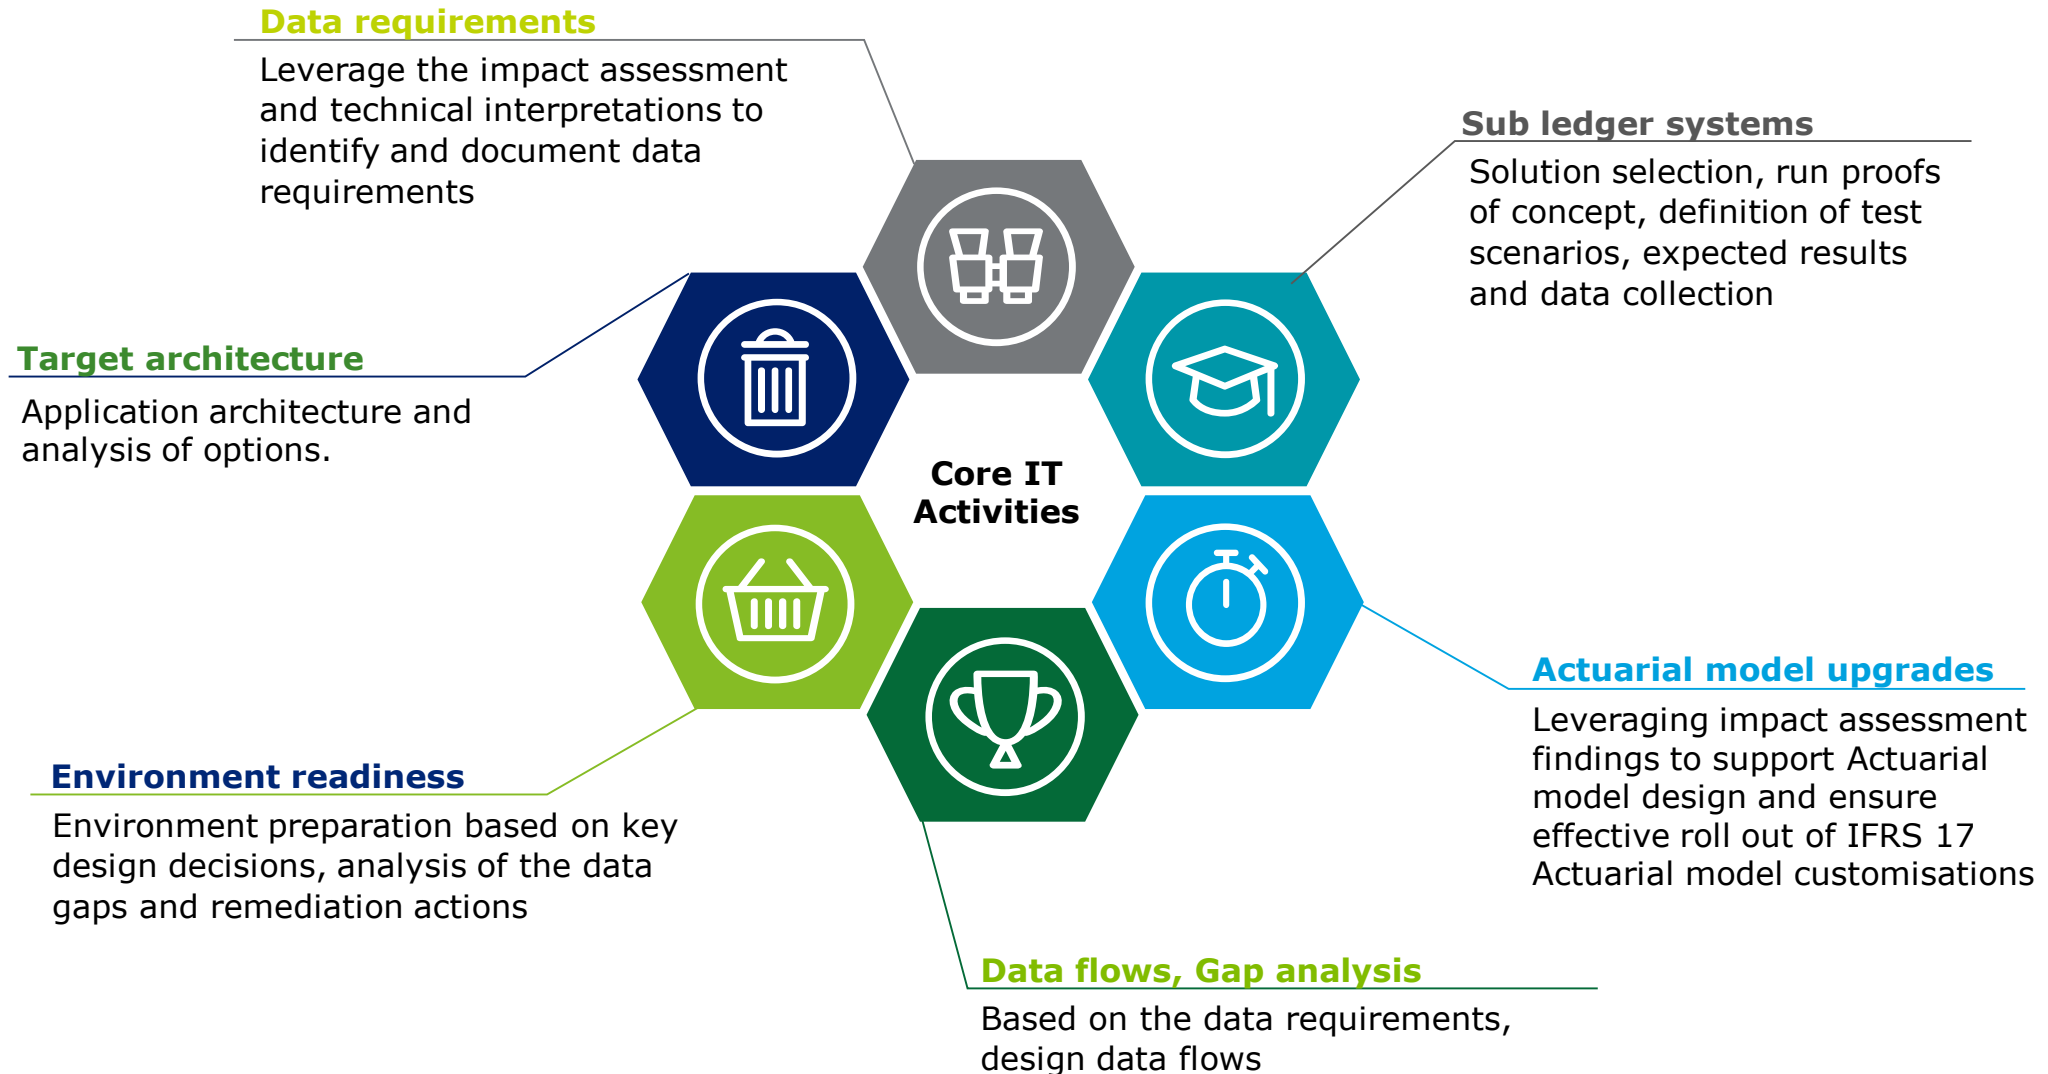 Data requirements
Leverage the impact assessment
and technical interpretations to
identify and document data
requirements
Sub ledger systems
Solution selection, run proofs
of concept, definition of test
scenarios, expected results
and data collection
Target architecture
Application architecture and
analysis of options.
Core IT
Activities
Actuarial model upgrades
Leveraging impact assessment
findings to support Actuarial
model design and ensure
effective roll out of IFRS 17
Actuarial model customisations
Environment readiness
Environment preparation based on key
design decisions, analysis of the data
gaps and remediation actions
Data flows, Gap analysis
Based on the data requirements,
design data flows